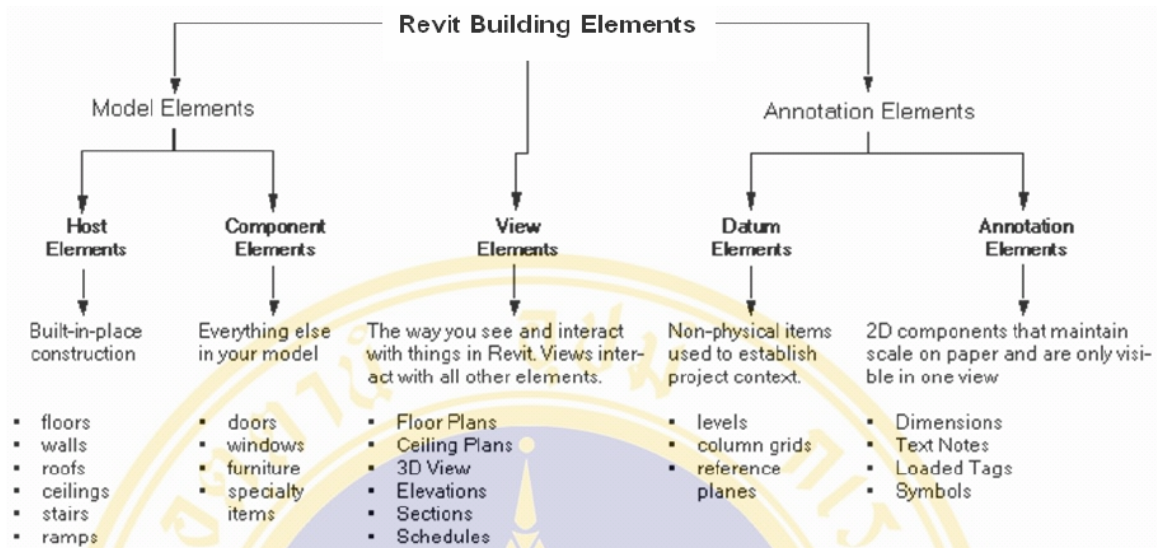 Revit Building Elements
Model Elements
Annotation Elements
Host
Elements
Component
Elements
View
Elements
Datum
Elements
Annotation
Elements
Built-in-place
construction
Everything else
in your model
The way you see and interact
with things in Revit. Views inter-
act with all other elements.
Non-physical items
used to establish
project context.
2D components that maintain
scale on paper and are only visi-
ble in one view
▪ floors
▪ walls
▪ roofs
▪ ceilings
▪ stairs
▪ ramps
▪ doors
▪ windows
▪ furniture
▪ specialty
items
▪ Floor Plans
▪ Ceiling Plans
▪ 3D View
▪ Elevations
▪ Sections
▪ Schedules
▪ levels
▪ column grids
▪ reference
planes
▪ Dimensions
▪ Text Notes
▪ Loaded Tags
▪ Symbols